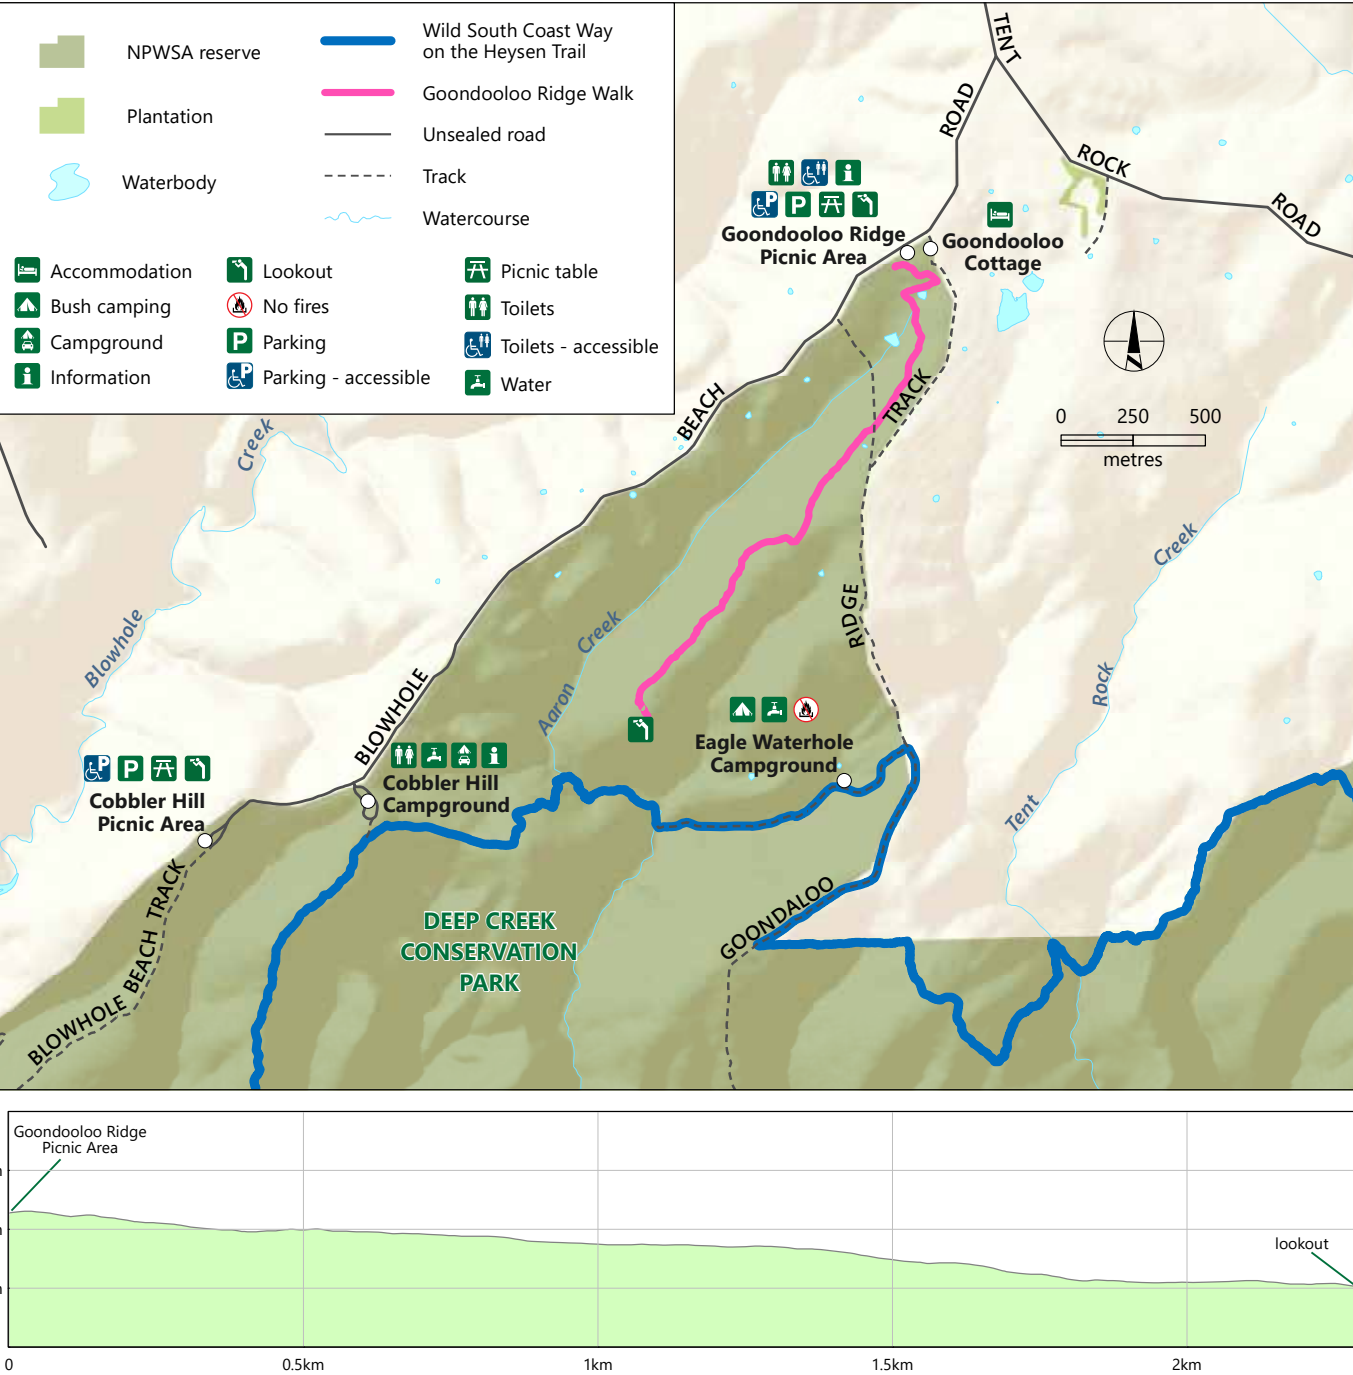 NPWSA reserve
Plantation
Waterbody
Wild South Coast Way
on the Heysen Trail
Goondooloo Ridge Walk
Unsealed road
Track
Watercourse
Accommodation
Bush camping
Campground
Information
Lookout
No fires
Parking
Parking - accessible
Picnic table
Toilets
Toilets - accessible
Water
TENT
ROCK
ROAD
ROAD
Goondooloo Ridge
Picnic Area
Goondooloo
Cottage
0 250 500
metres
BEACH
TRACK
Creek
Creek
RIDGE
Blowhole
Creek
Rock
Aaron
BLOWHOLE
Eagle Waterhole
Campground
Cobbler Hill
Campground
Cobbler Hill
Picnic Area
Tent
BLOWHOLE BEACH TRACK
GOONDALOO
DEEP CREEK
CONSERVATION
PARK
Goondooloo Ridge
Picnic Area
lookout
0 0.5km 1km 1.5km 2km